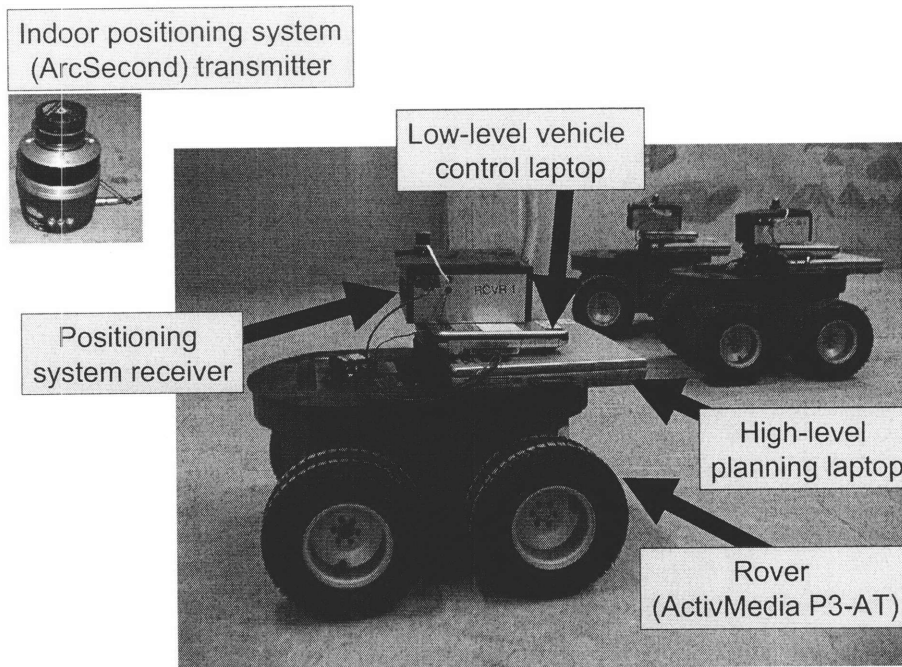 Indoor positioning system
(ArcSecond) transmitter
Low-level vehicle
control laptop
RCVR 1
Positioning
system receiver
High-level
planning laptop
Rover
(ActivMedia P3-AT)